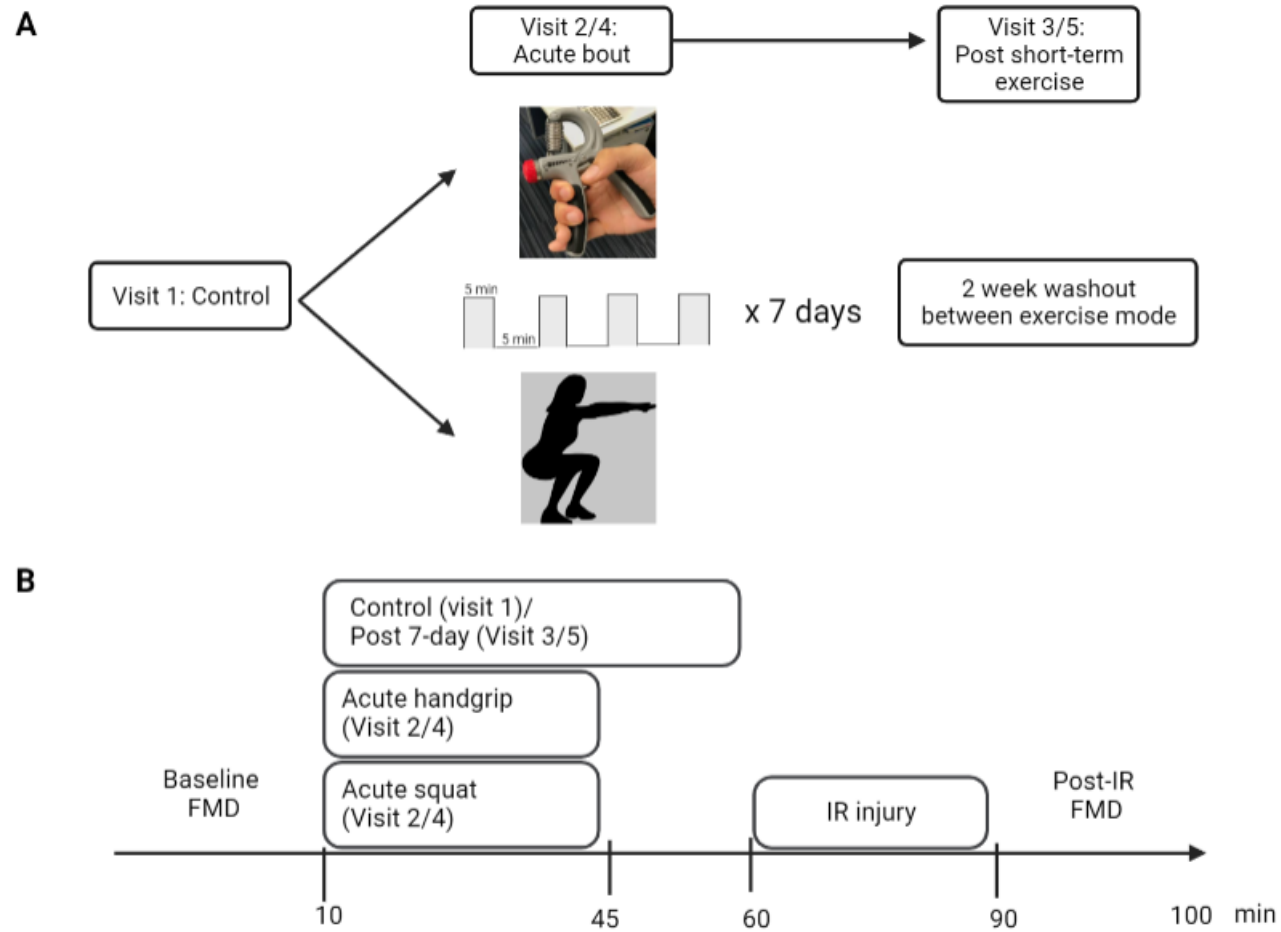 A
Visit 2/4:
Acute bout
Visit 3/5:
Post short-term
exercise
Visit 1: Control
5 min
5 min
x 7 days
2 week washout
between exercise mode
B
Control (visit 1)/
Post 7-day (Visit 3/5)
Acute handgrip
(Visit 2/4)
Acute squat
(Visit 2/4)
Baseline
FMD
IR injury
Post-IR
FMD
10
45
60
90
100 min